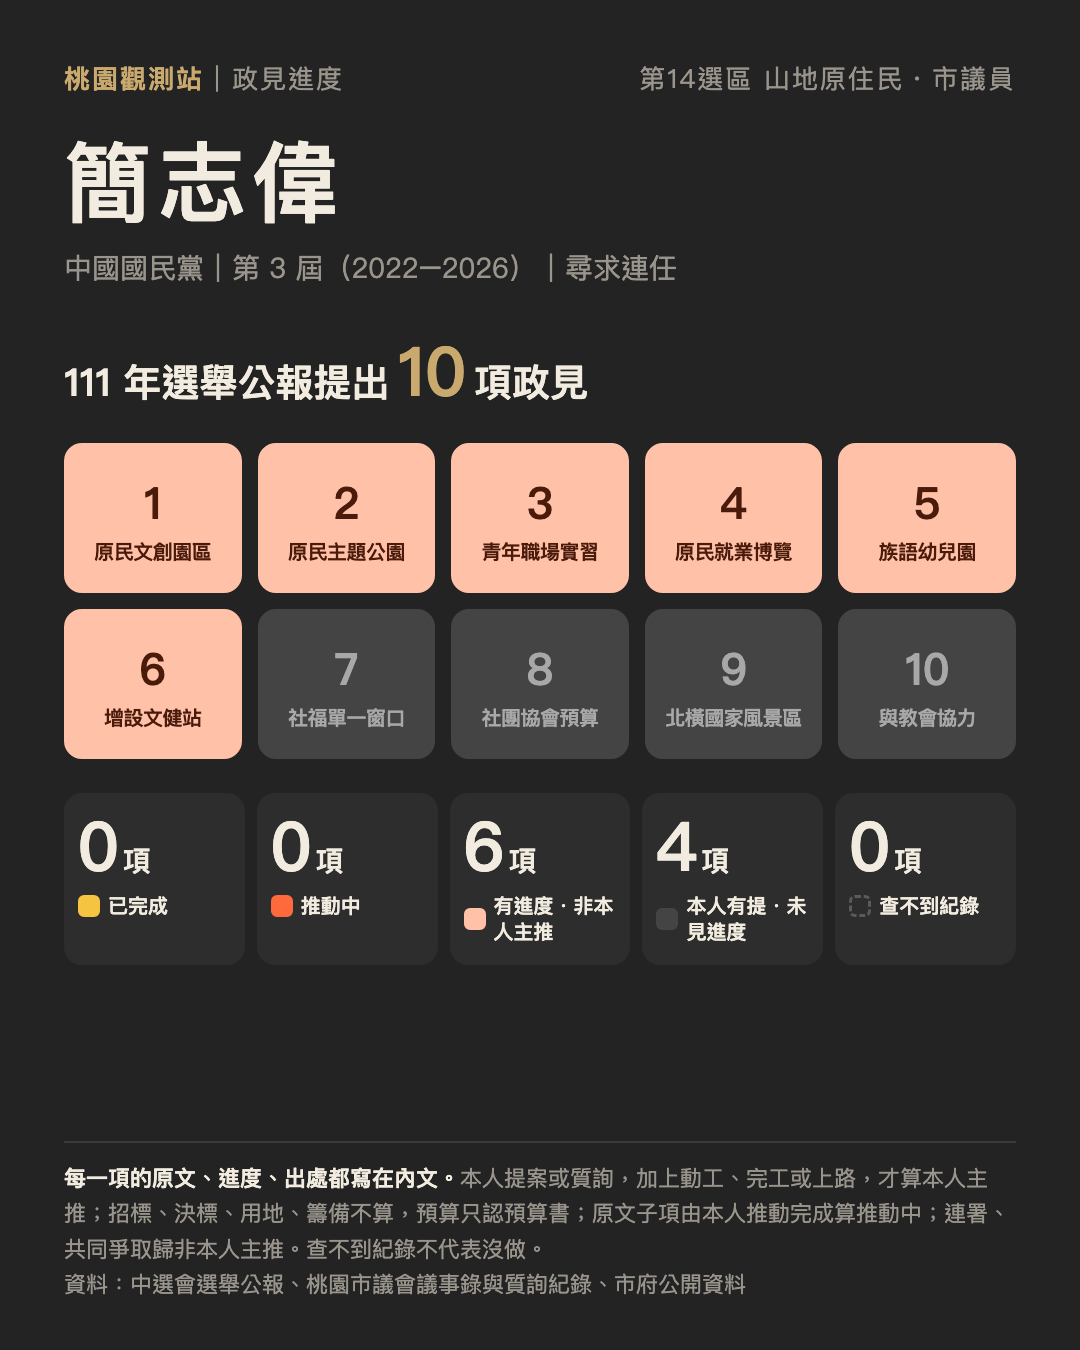 桃園觀測站｜政見進度
第14選區 山地原住民・市議員
簡志偉
中國國民黨｜第 3 屆（2022—2026）｜尋求連任
111 年選舉公報提出 10 項政見
1
原民文創園區
2
原民主題公園
3
青年職場實習
4
原民就業博覽
5
族語幼兒園
6
增設文健站
7
社福單一窗口
8
社團協會預算
9
北橫國家風景區
10
與教會協力
0項
已完成
0項
推動中
6項
有進度・非本
人主推
4項
本人有提・未
見進度
0項
查不到紀錄
每一項的原文、進度、出處都寫在內文。本人提案或質詢，加上動工、完工或上路，才算本人主
推；招標、決標、用地、籌備不算，預算只認預算書；原文子項由本人推動完成算推動中；連署、
共同爭取歸非本人主推。查不到紀錄不代表沒做。
資料：中選會選舉公報、桃園市議會議事錄與質詢紀錄、市府公開資料